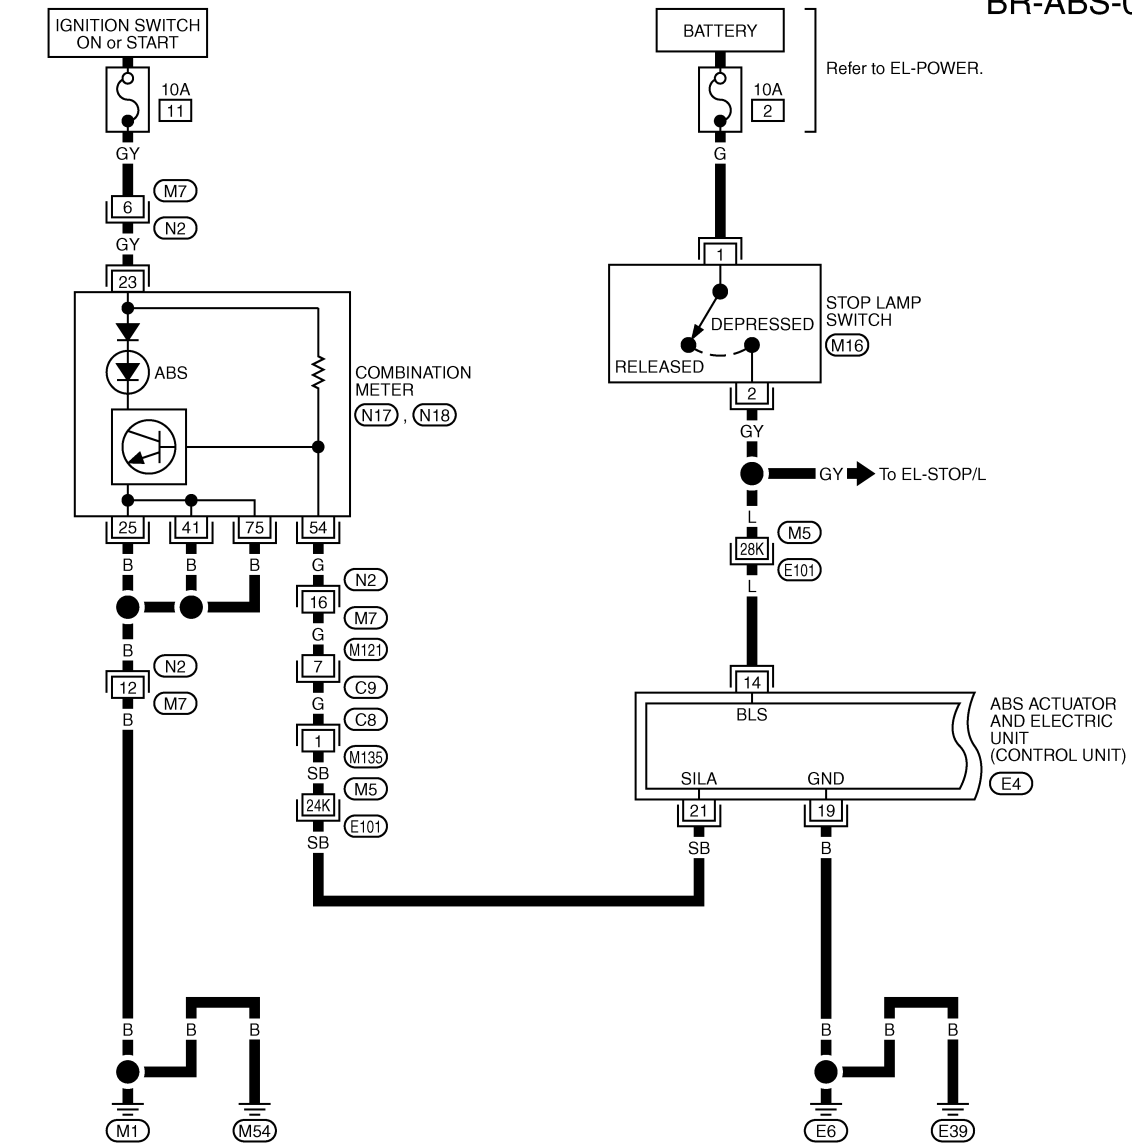 BR-ABS-0
IGNITION SWITCH
ON or START
BATTERY
Refer to EL-POWER.
10A
11
10A
2
GY
G
M7
6
N2
GY
23
1
STOP LAMP
SWITCH
M16
DEPRESSED
RELEASED
ABS
COMBINATION
METER
N17 , N18
2
GY
GY
To EL-STOP/L
L
28K
M5
E101
L
25
41
75
54
B
B
B
G
N2
16
M7
G
M121
7
C9
G
C8
1
M135
SB
M5
24K
E101
SB
B
N2
12
M7
B
14
BLS
ABS ACTUATOR
AND ELECTRIC
UNIT
(CONTROL UNIT)
E4
SILA
GND
21
19
SB
B
B
B
B
B
B
B
M1
M54
E6
E39